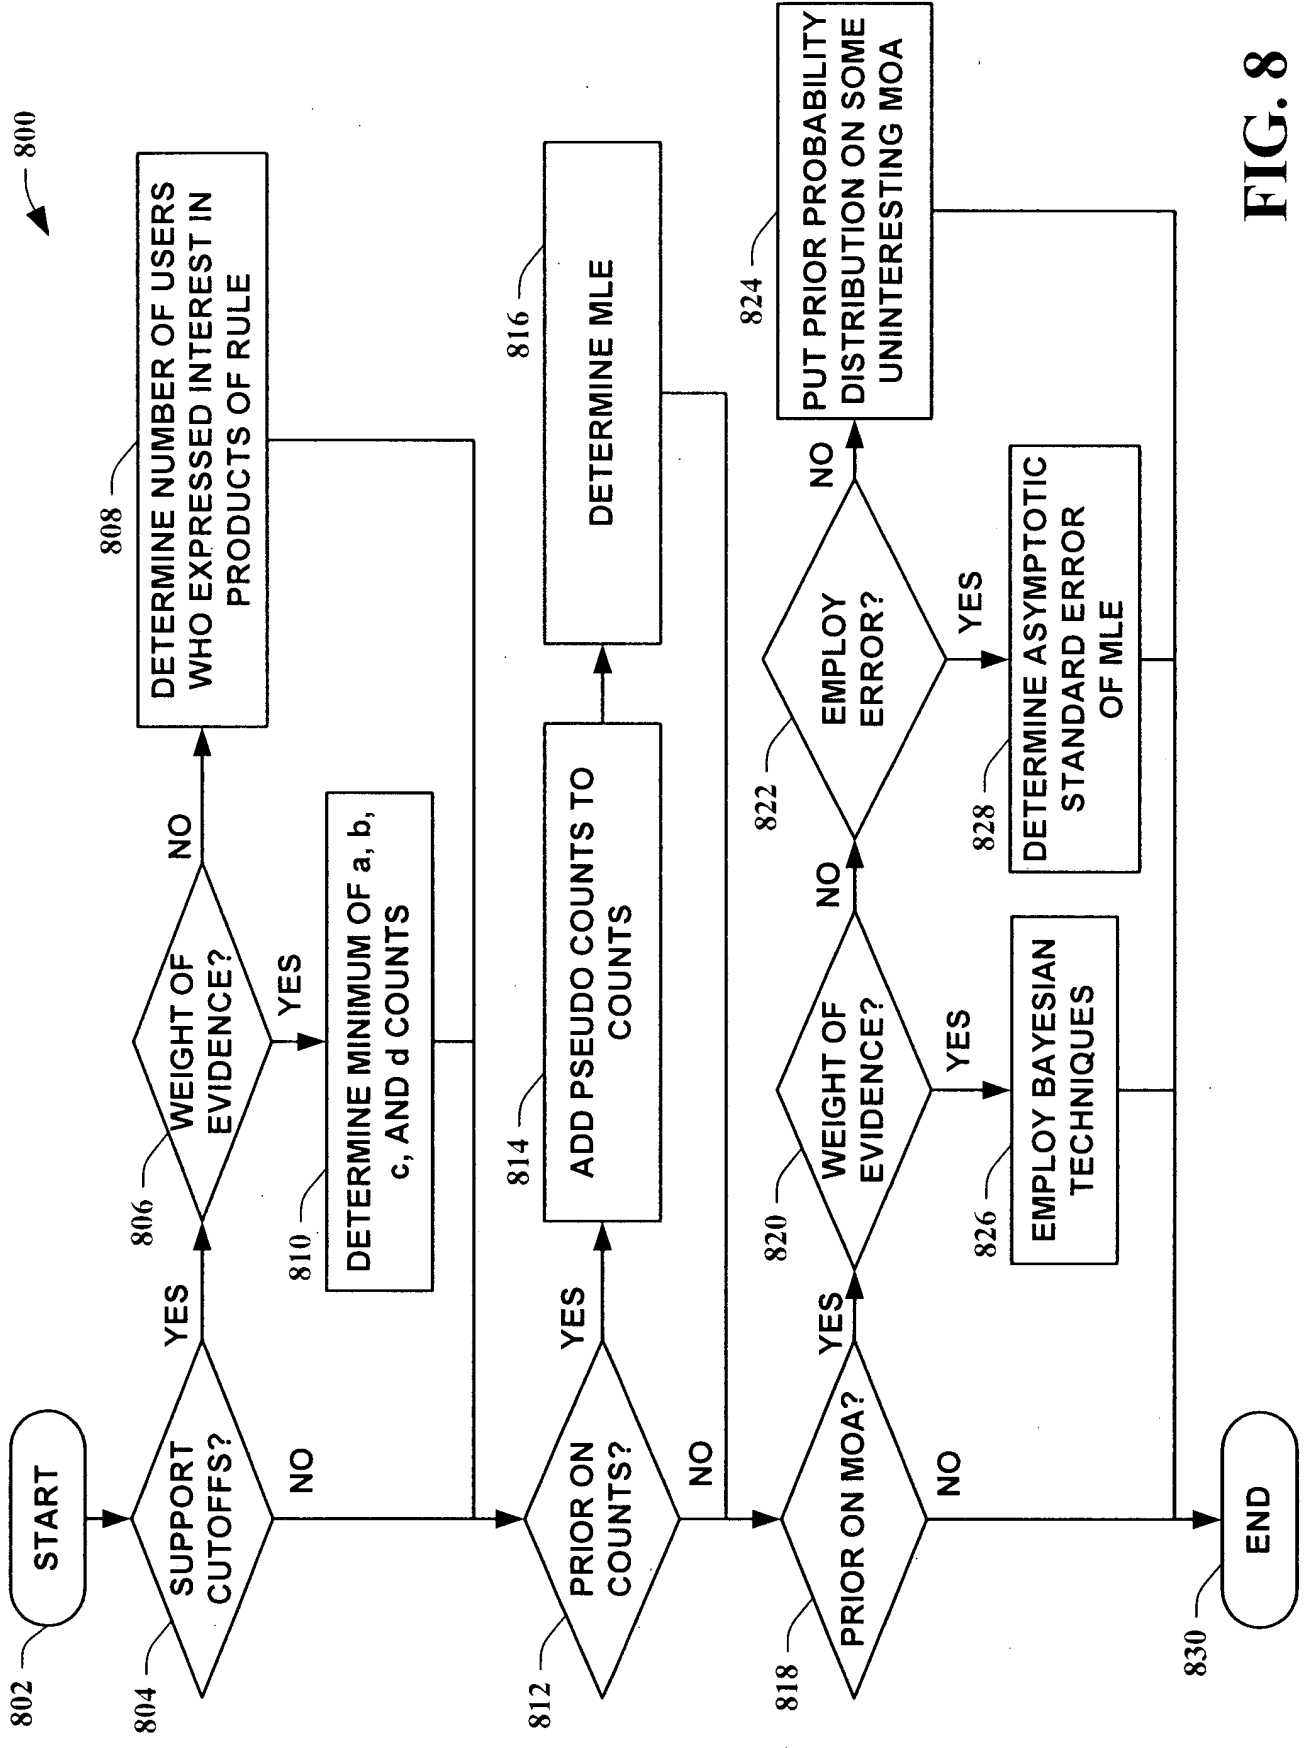 800
START
802
SUPPORT
CUTOFFS?
804
YES
NO
WEIGHT OF
EVIDENCE?
806
NO
YES
DETERMINE NUMBER OF USERS
WHO EXPRESSED INTEREST IN
PRODUCTS OF RULE
808
DETERMINE MINIMUM OF a, b,
c, AND d COUNTS
810
PRIOR ON
COUNTS?
812
YES
NO
ADD PSEUDO COUNTS TO
COUNTS
814
DETERMINE MLE
816
PRIOR ON MOA?
818
YES
NO
WEIGHT OF
EVIDENCE?
820
NO
YES
EMPLOY
ERROR?
822
NO
YES
PUT PRIOR PROBABILITY
DISTRIBUTION ON SOME
UNINTERESTING MOA
824
EMPLOY BAYESIAN
TECHNIQUES
826
DETERMINE ASYMPTOTIC
STANDARD ERROR
OF MLE
828
END
830
FIG. 8